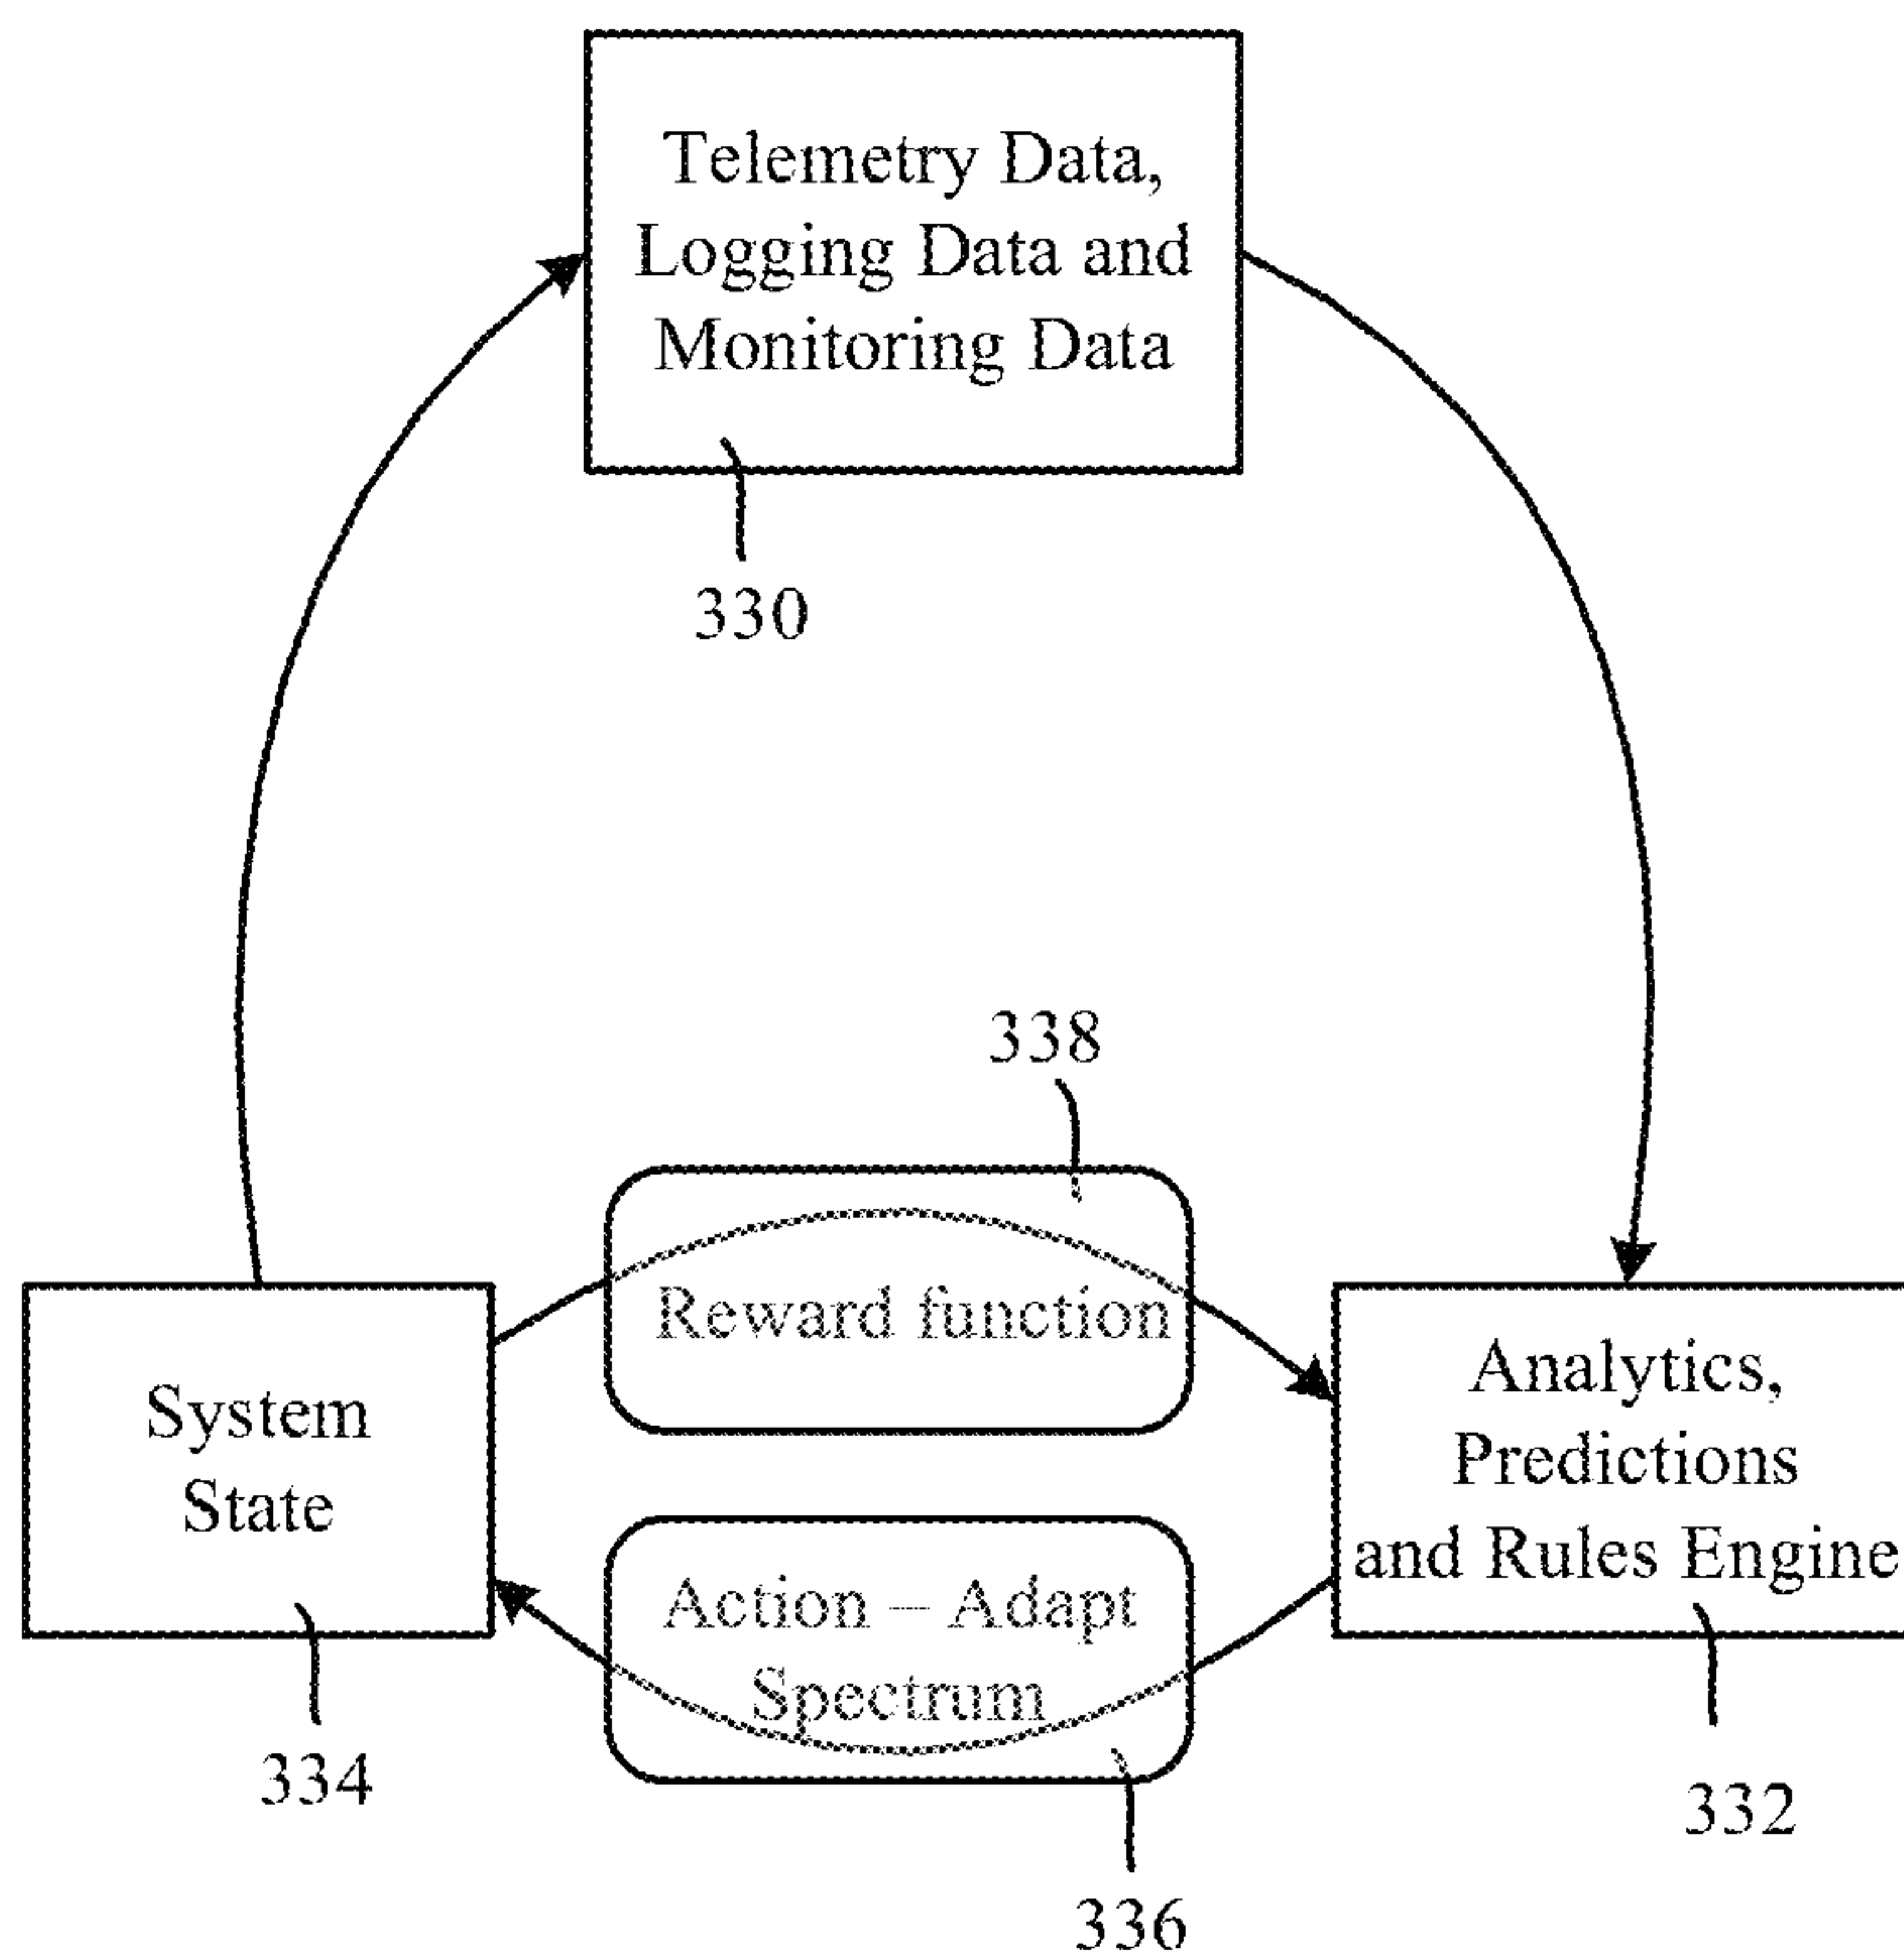 Telemetry Data,
Logging Data and
Monitoring Data
330
338
Reward function
System
State
334
Analytics,
Predictions
and Rules Engine
332
Action – Adapt
Spectrum
336